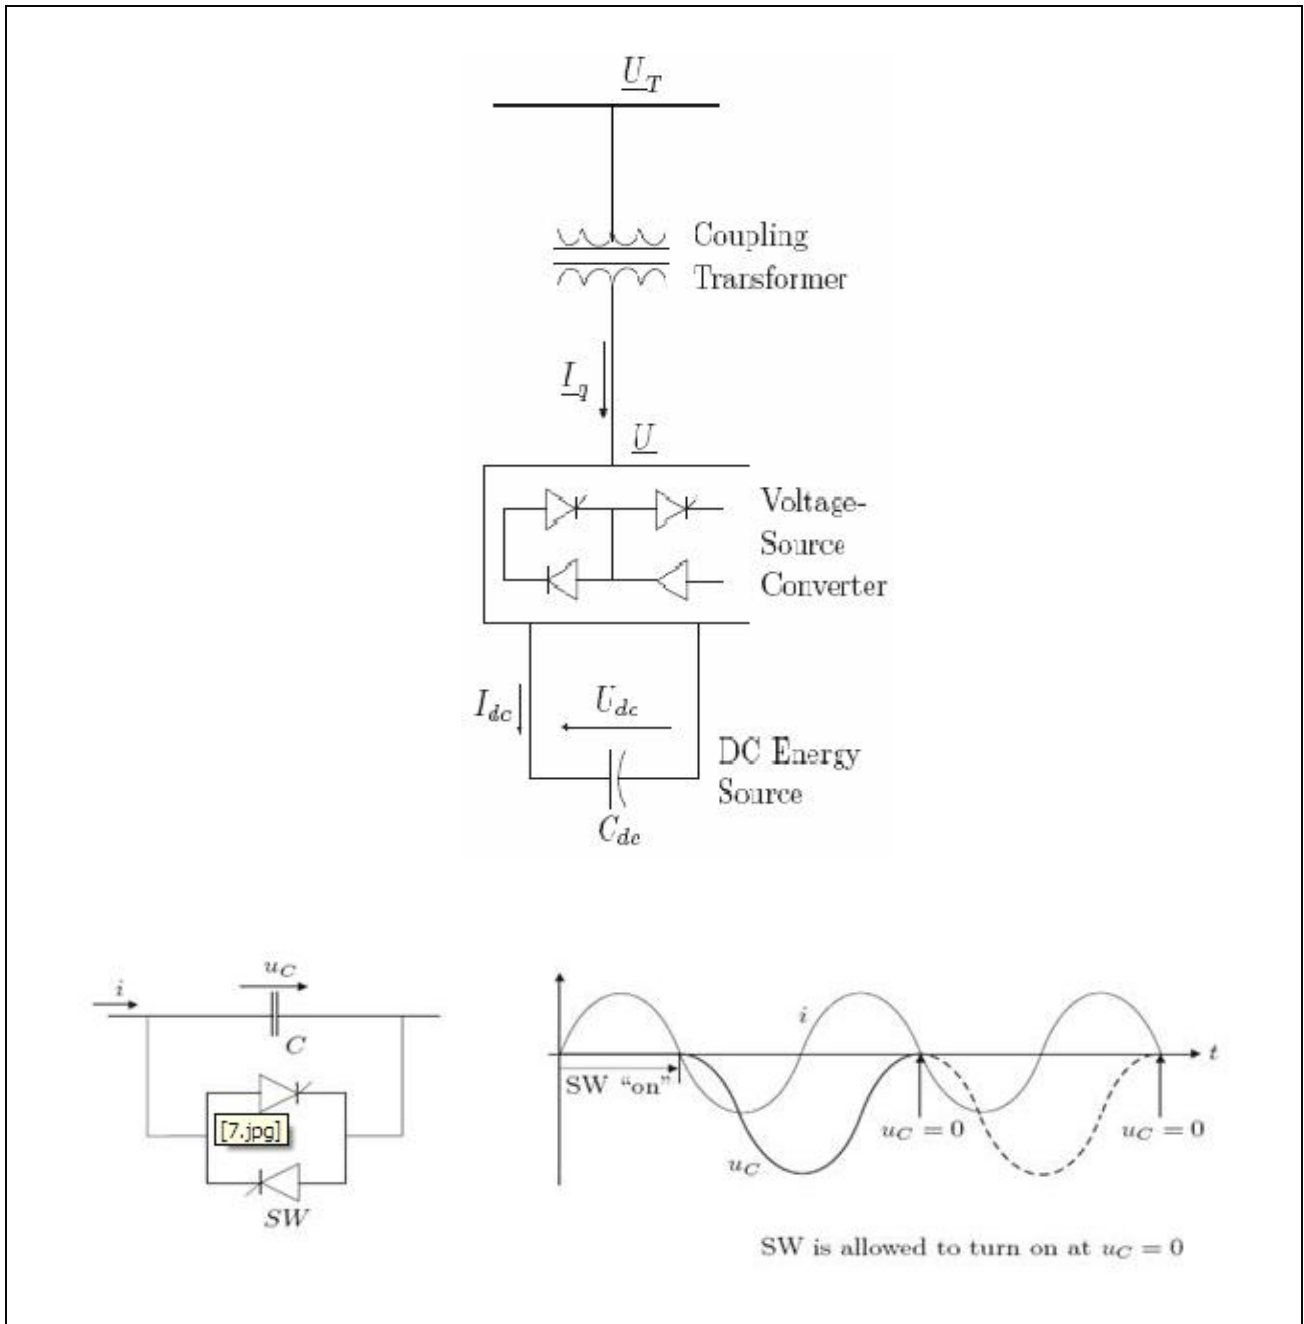 U_T
Coupling
Transformer
I_q
U
Voltage-
Source
Converter
I_dc
U_dc
DC Energy
Source
C_dc
u_C
i
C
[7.jpg]
SW
i
t
SW “on”
u_C
u_C = 0
u_C = 0
SW is allowed to turn on at u_C = 0